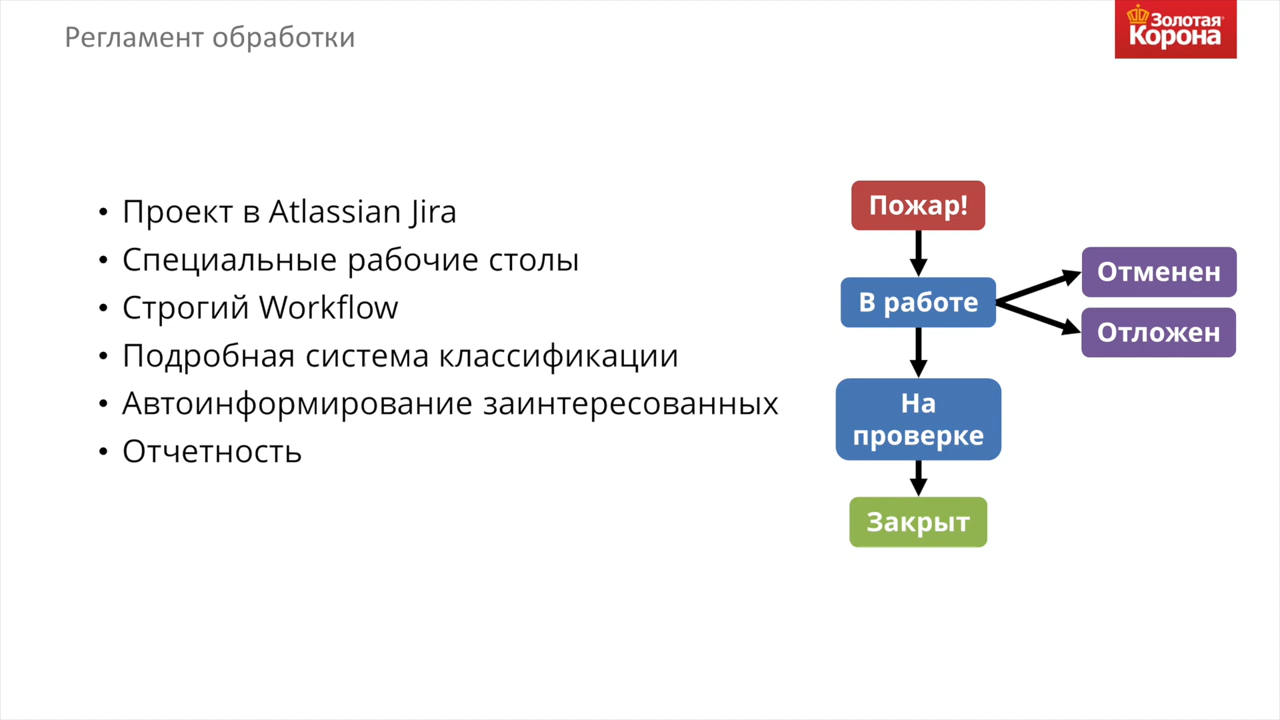 Регламент обработки
Золотая
Корона
• Проект в Atlassian Jira
• Специальные рабочие столы
• Строгий Workflow
• Подробная система классификации
• Автоинформирование заинтересованных
• Отчетность
Пожар!
В работе
Отменен
Отложен
На
проверке
Закрыт